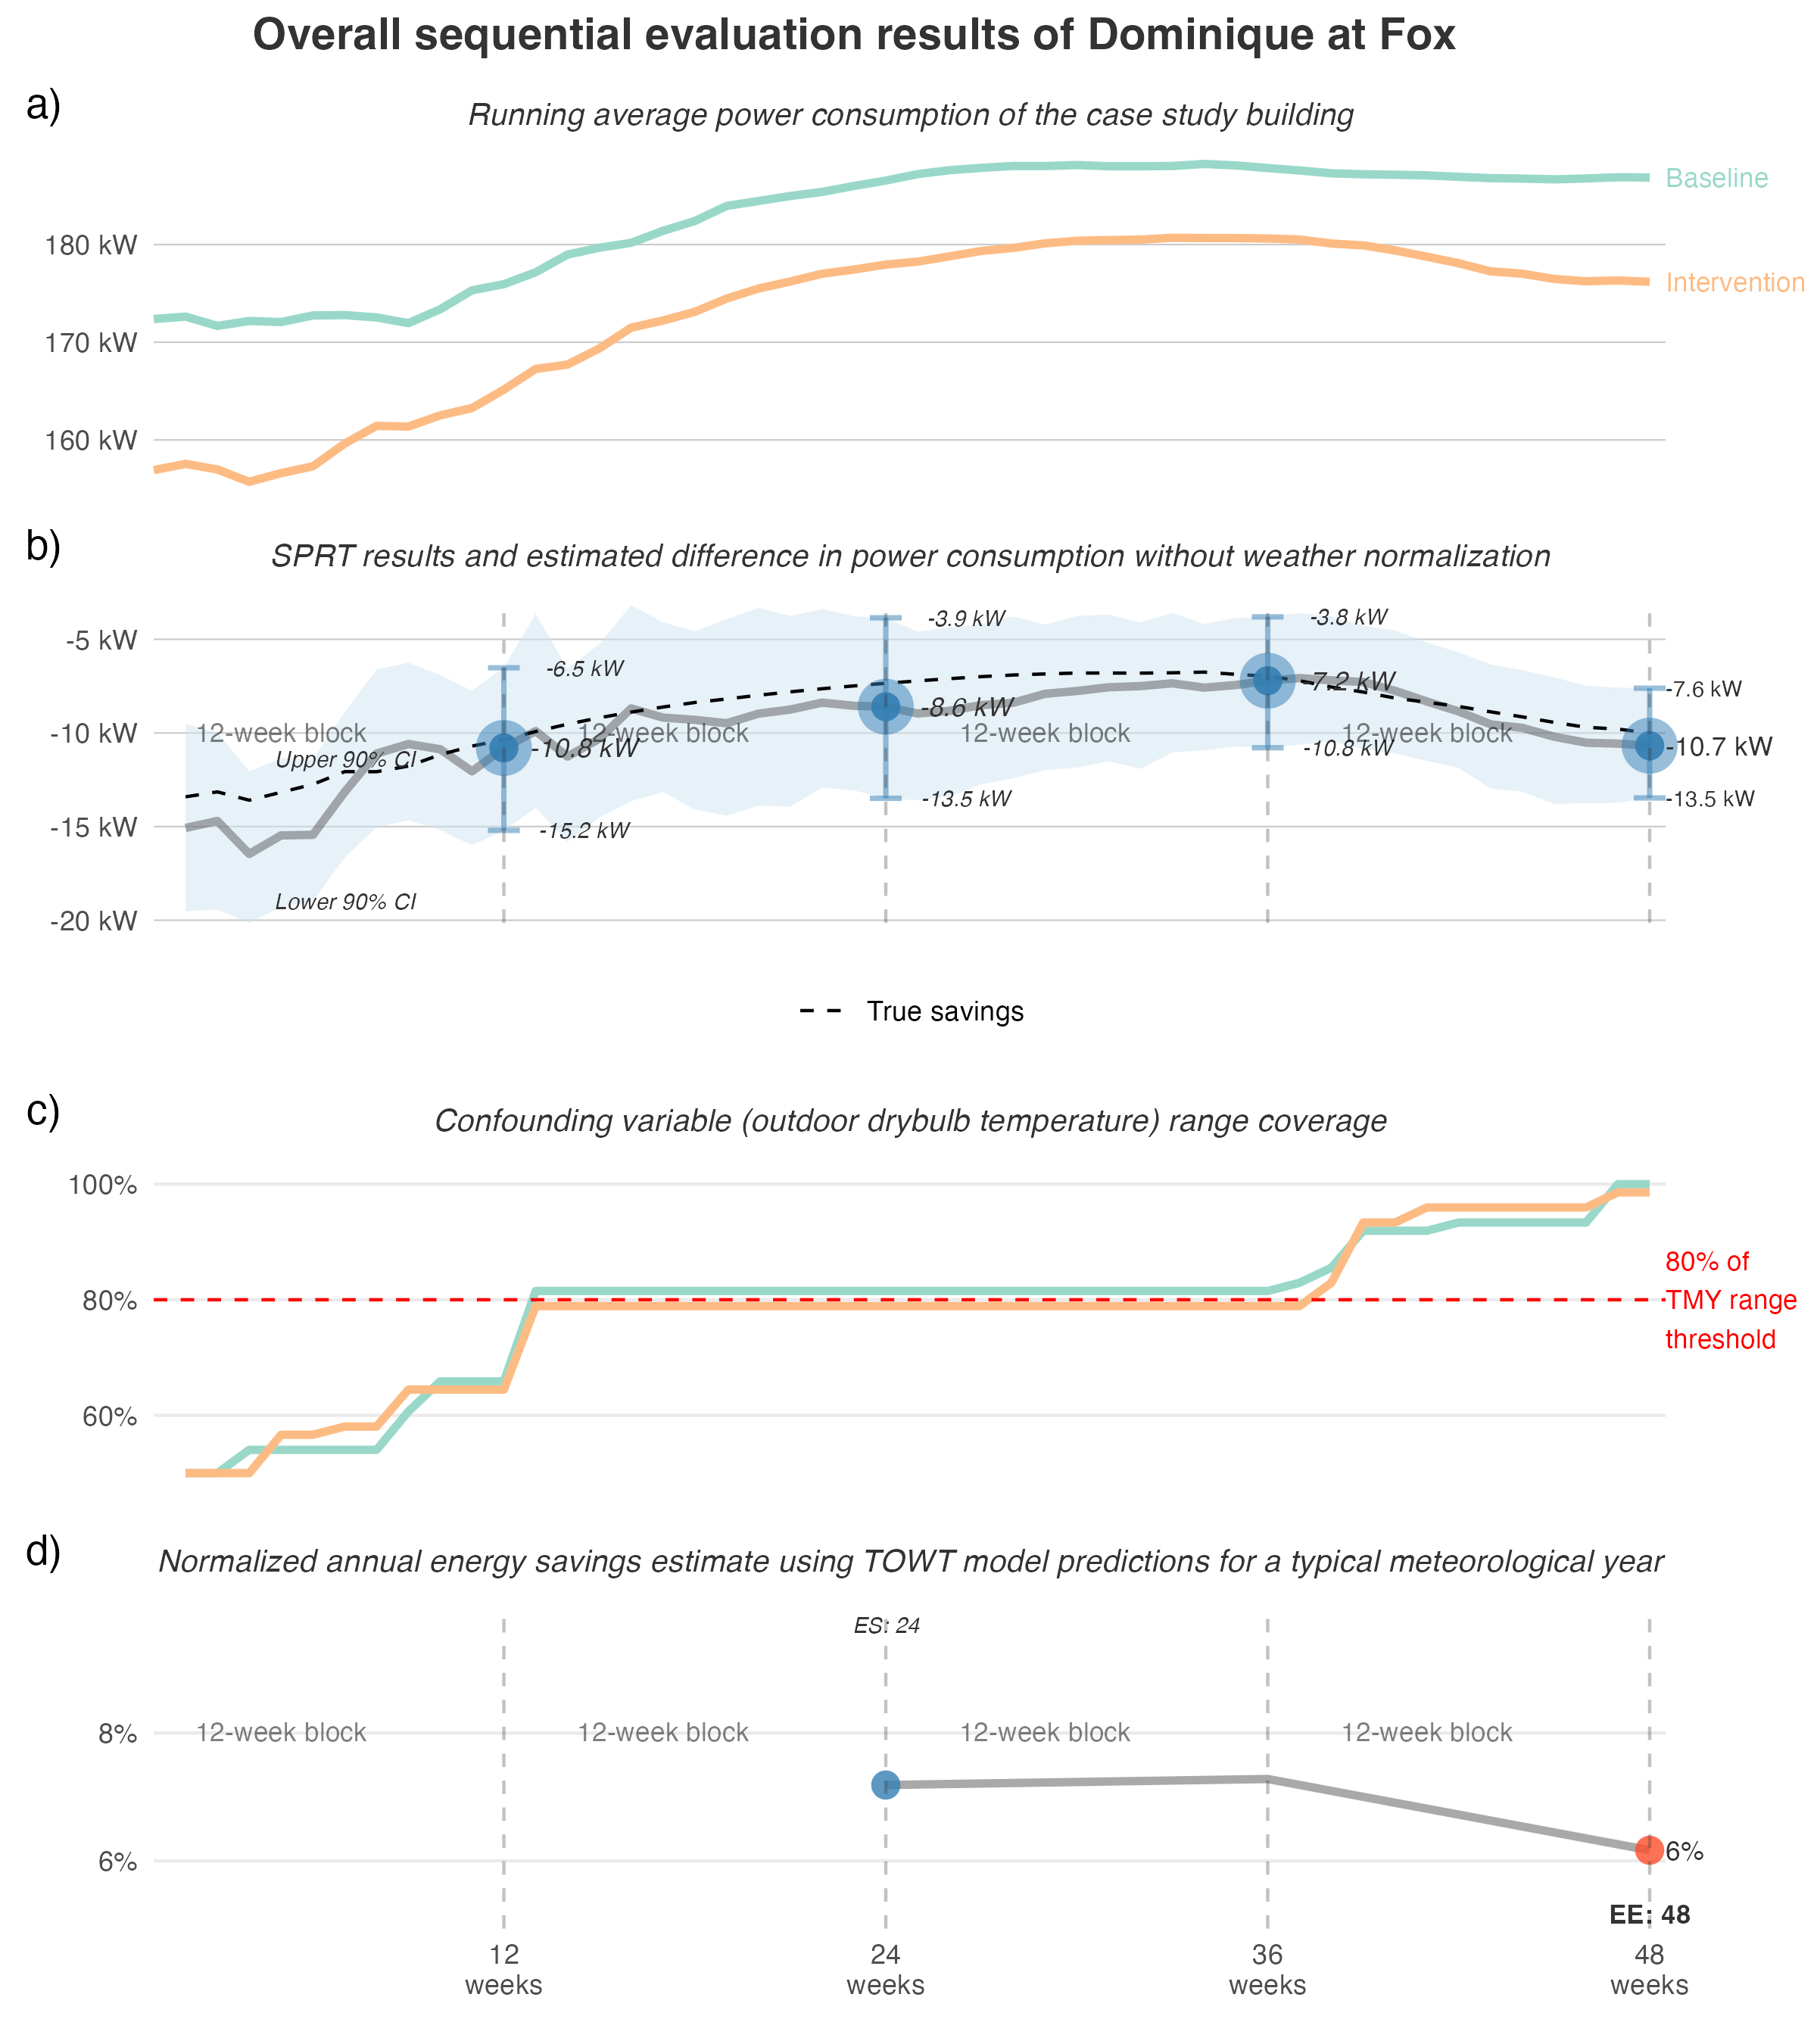 Overall sequential evaluation results of Dominique at Fox
a)
Running average power consumption of the case study building
Baseline
180 kW
Intervention
170 kW
160 kW
b)
SPRT results and estimated difference in power consumption without weather normalization
-3.9 kW
-3.8 kW
-5 kW
-6.5 kW
-7.2 kW
-7.6 kW
-8.6 kW
-10 kW
12-week block
12-week block
12-week block
12-week block
-10.8 kW
-10.8 kW
-10.7 kW
Upper 90% CI
-13.5 kW
-13.5 kW
-15 kW
-15.2 kW
Lower 90% CI
-20 kW
True savings
c)
Confounding variable (outdoor drybulb temperature) range coverage
100%
80%
60%
80% of
TMY range
threshold
d)
Normalized annual energy savings estimate using TOWT model predictions for a typical meteorological year
ES: 24
8%
12-week block
12-week block
12-week block
12-week block
6%
6%
EE: 48
12
weeks
24
weeks
36
weeks
48
weeks